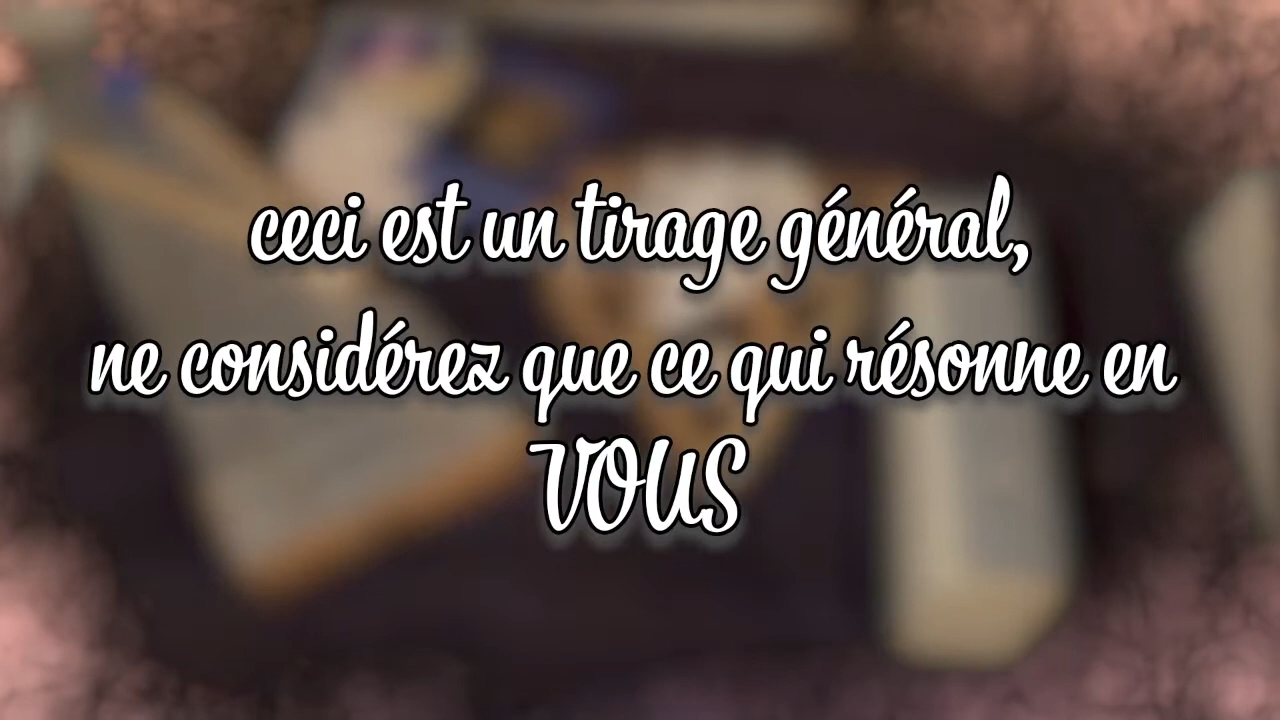 ceci est un tirage général,
ne considérez que ce qui résonne en
VOUS